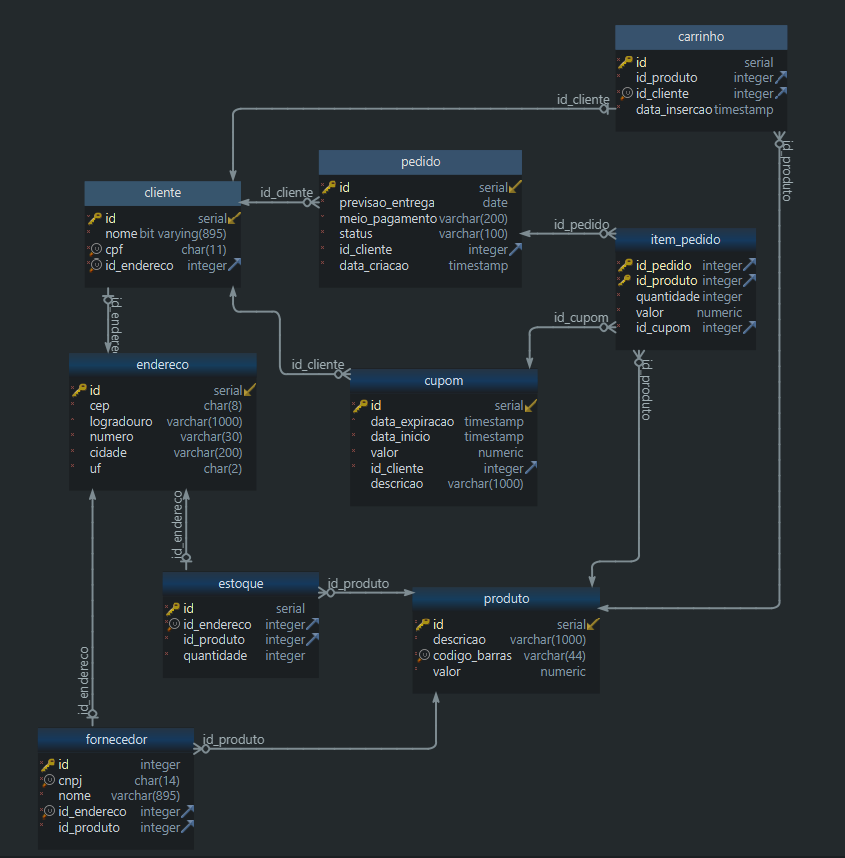 carrinho
id serial
id_produto integer
id_cliente integer
data_insercao timestamp
id_cliente
id_produto
pedido
id serial
previsao_entrega date
meio_pagamento varchar(200)
status varchar(100)
id_cliente integer
data_criacao timestamp
cliente
id serial
nome bit varying(895)
cpf char(11)
id_endereco integer
id_cliente
id_pedido
item_pedido
id_pedido integer
id_produto integer
quantidade integer
valor numeric
id_cupom integer
id_endere
id_cupom
id_cliente
id_produto
endereco
id serial
cep char(8)
logradouro varchar(1000)
numero varchar(30)
cidade varchar(200)
uf char(2)
cupom
id serial
data_expiracao timestamp
data_inicio timestamp
valor numeric
id_cliente integer
descricao varchar(1000)
id_endereco
estoque
id serial
id_endereco integer
id_produto integer
quantidade integer
id_produto
produto
id serial
descricao varchar(1000)
codigo_barras varchar(44)
valor numeric
id_endereco
fornecedor
id integer
cnpj char(14)
nome varchar(895)
id_endereco integer
id_produto integer
id_produto